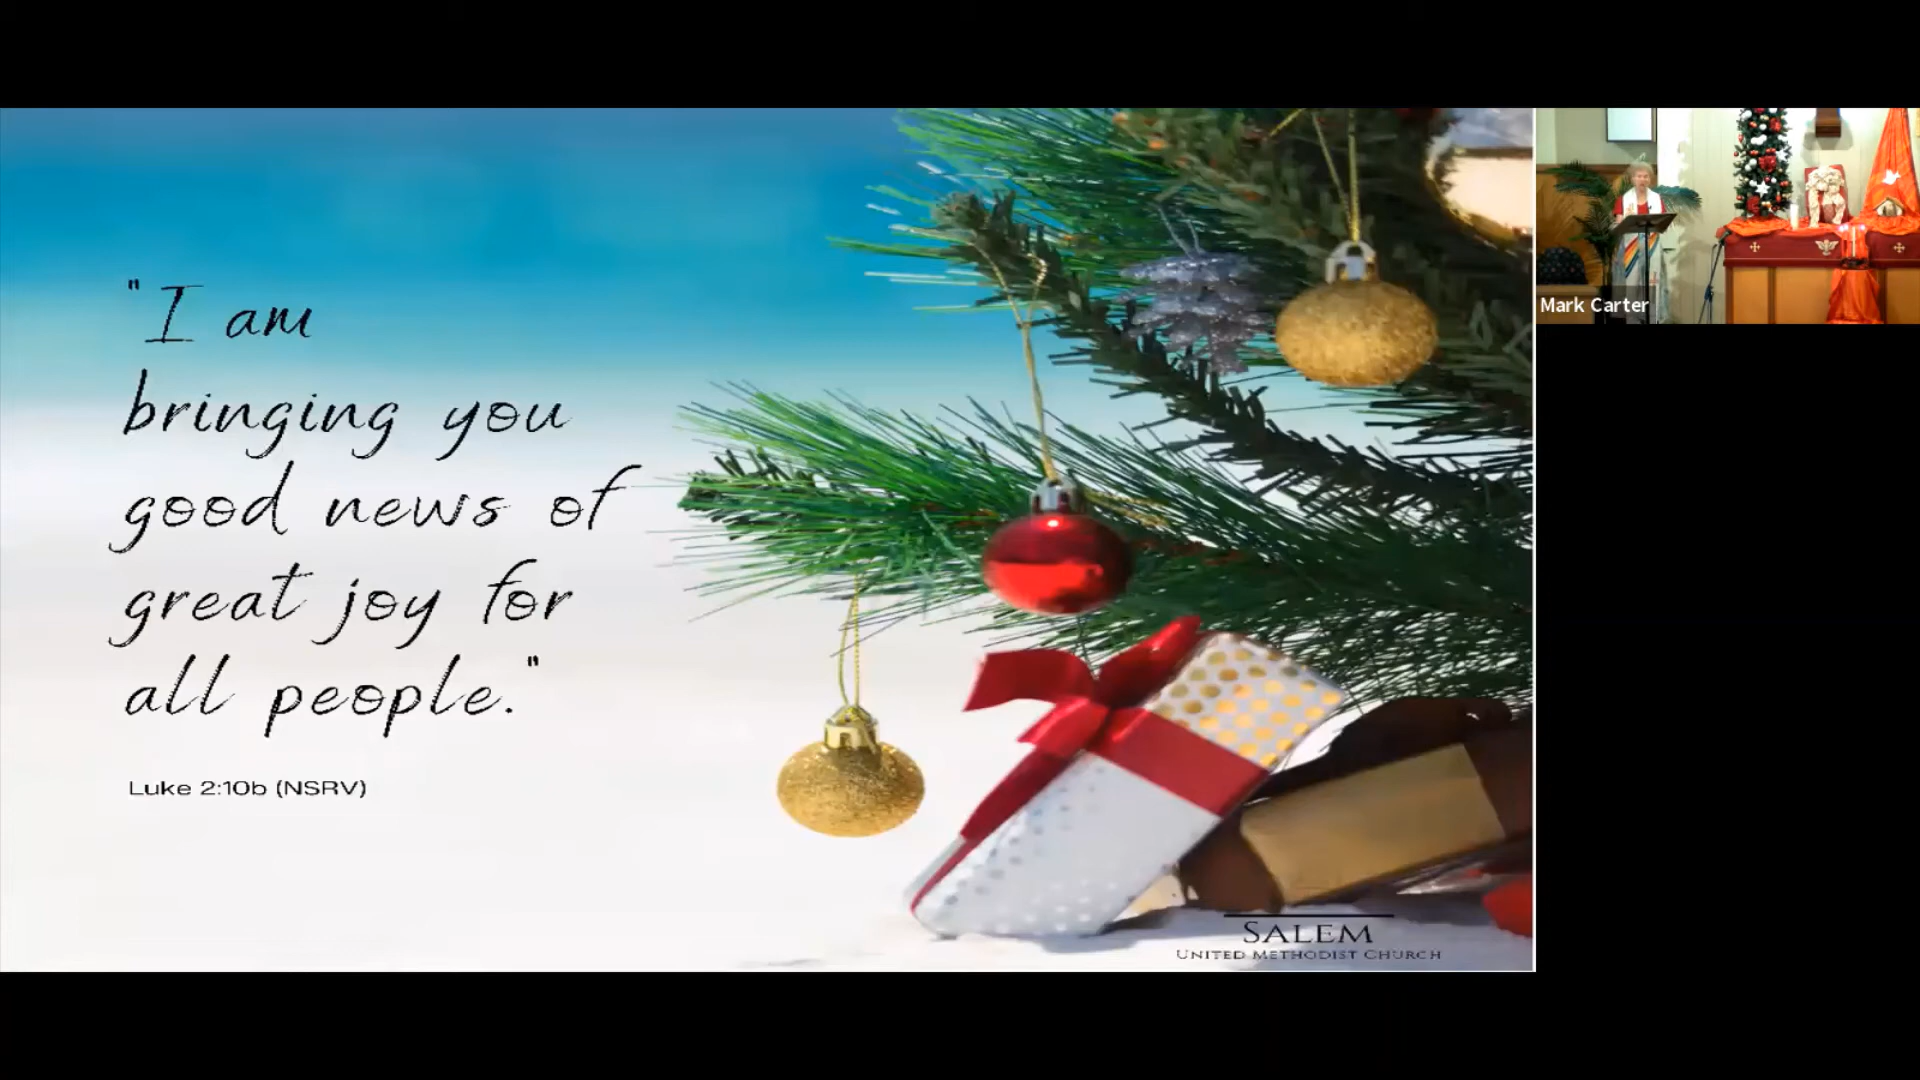 "I am
bringing you
good news of
great joy for
all people."
Luke 2:10b (NSRV)
SALEM
UNITED METHODIST CHURCH
Mark Carter